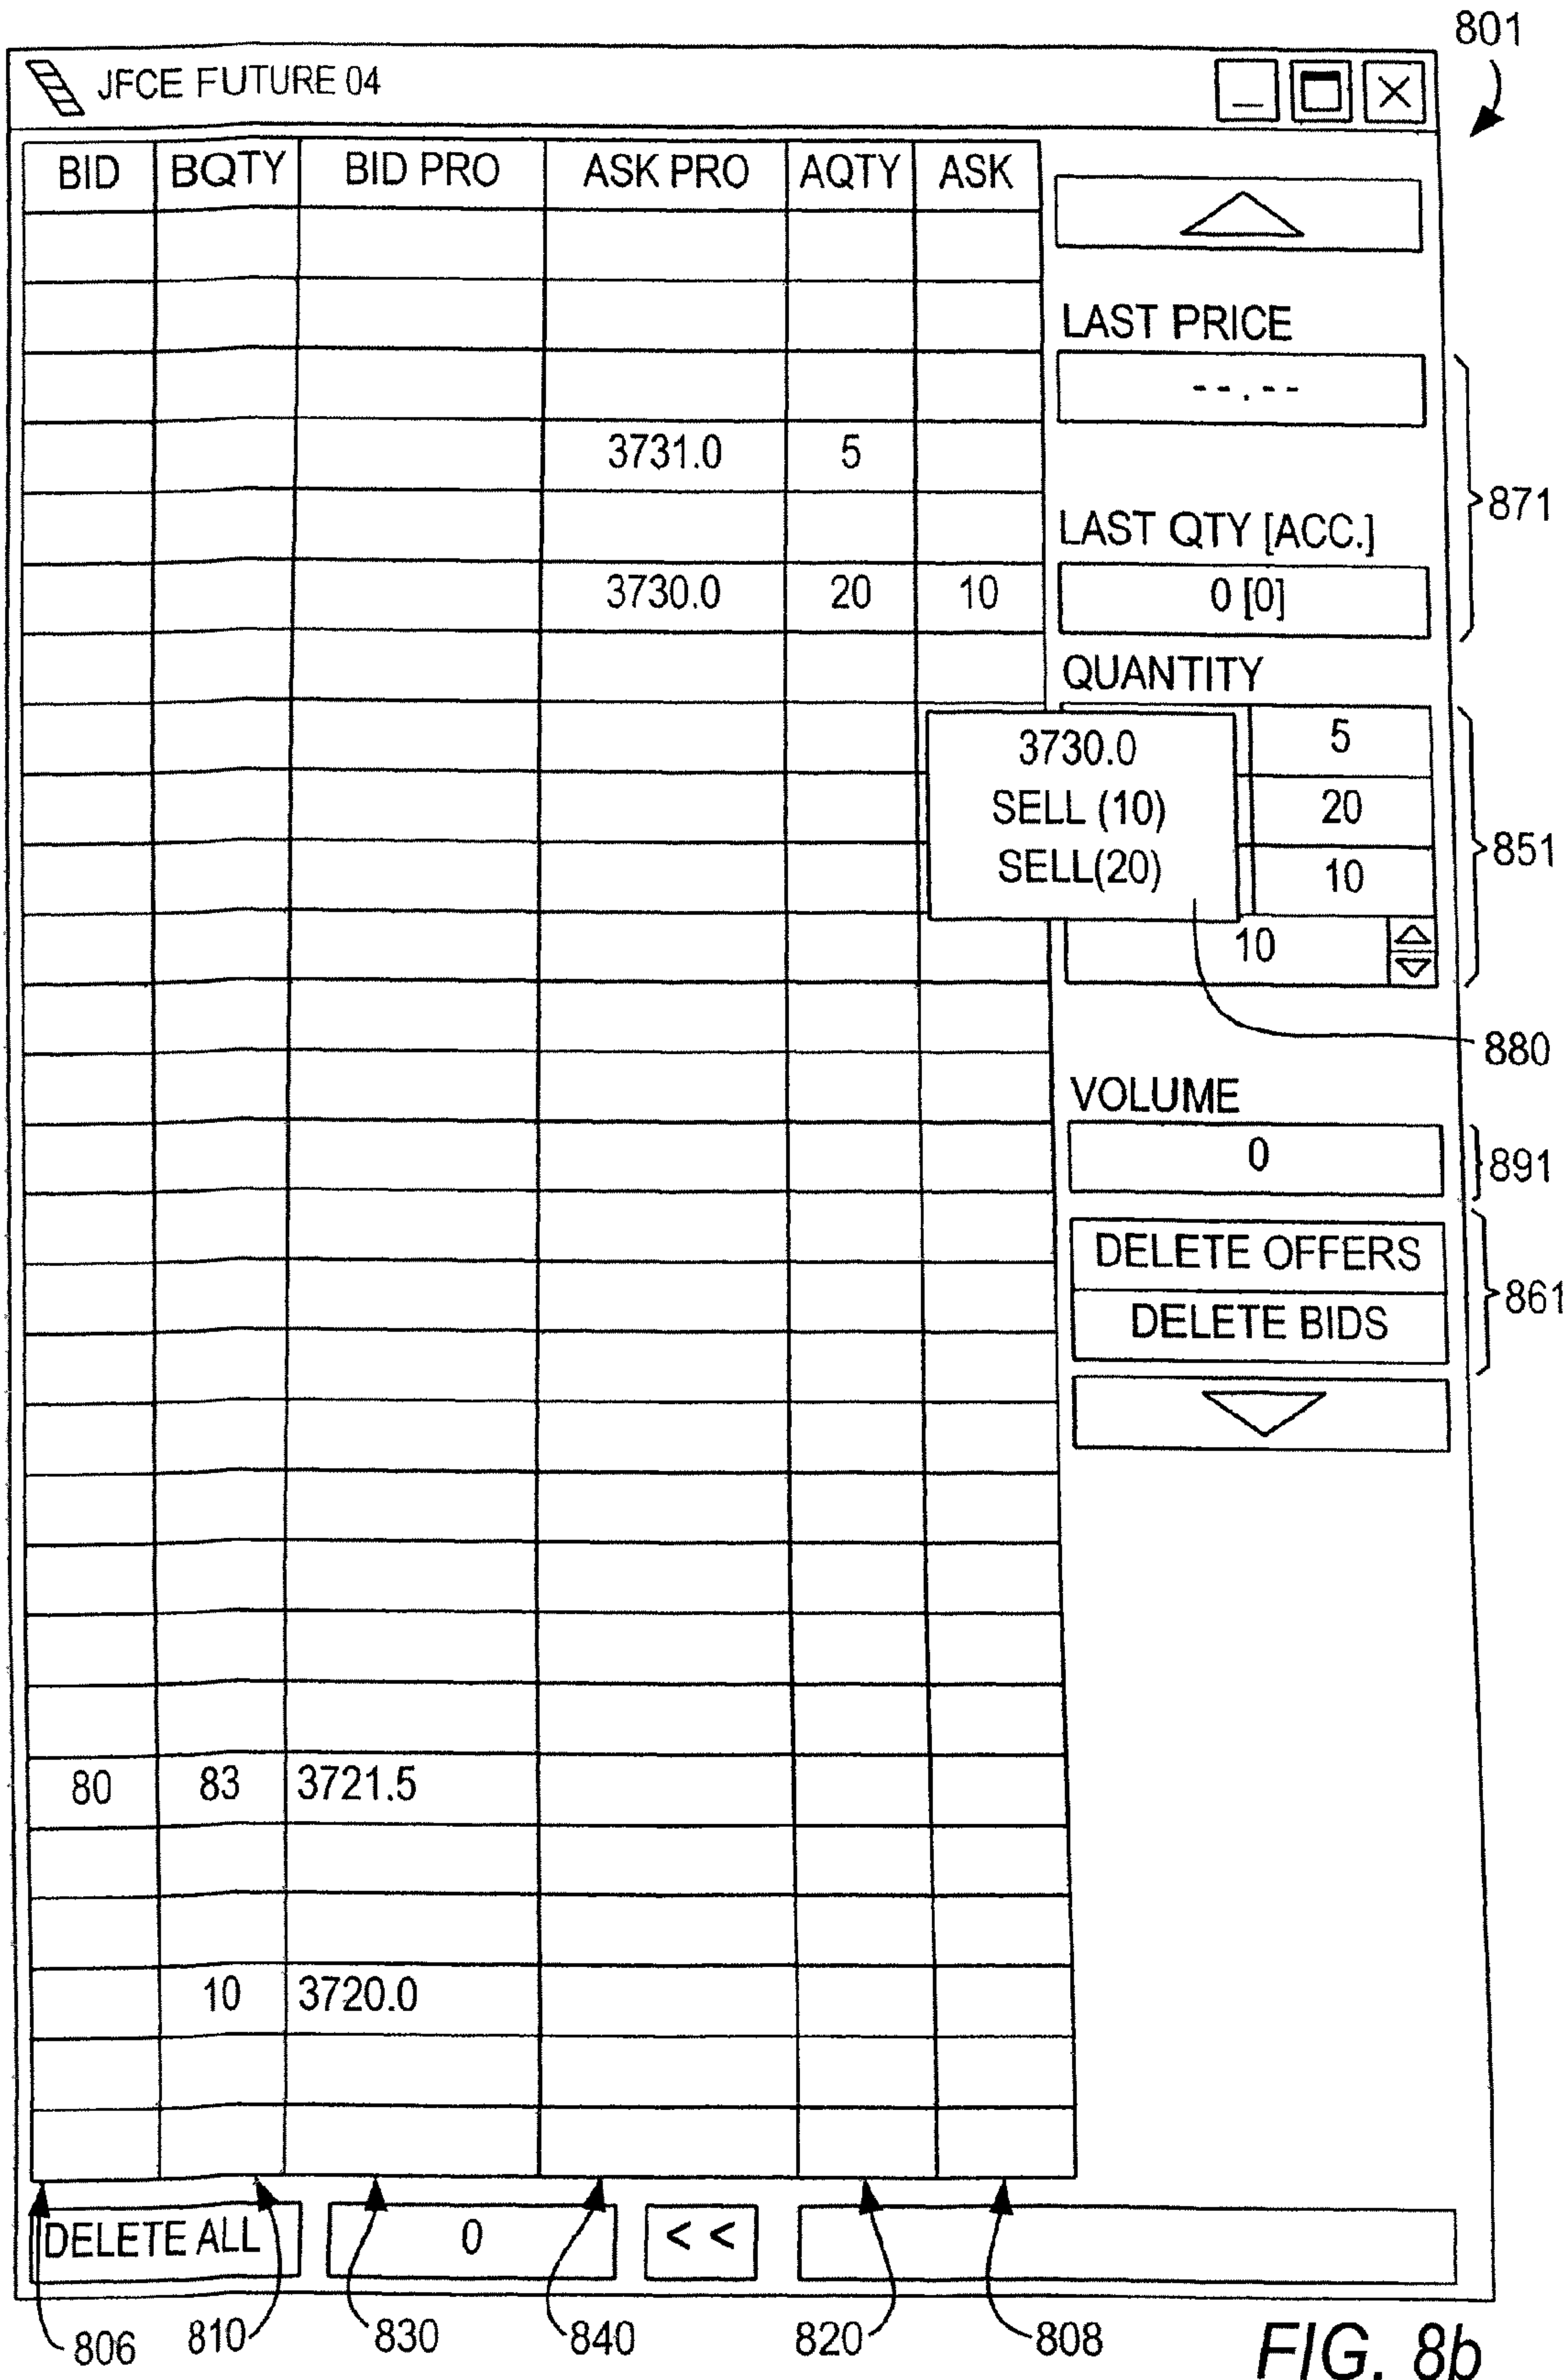 801
JFCE FUTURE 04
BID BQTY BID PRO ASK PRO AQTY ASK
LAST PRICE
--.--
3731.0 5
871
LAST QTY [ACC.]
3730.0 20 10 0 [0]
QUANTITY
3730.0 5
SELL (10) 20
851
SELL(20) 10
10
880
VOLUME
0
891
DELETE OFFERS
861
DELETE BIDS
80 83 3721.5
10 3720.0
DELETE ALL 0 < <
806 810 830 840 820 808
FIG. 8b